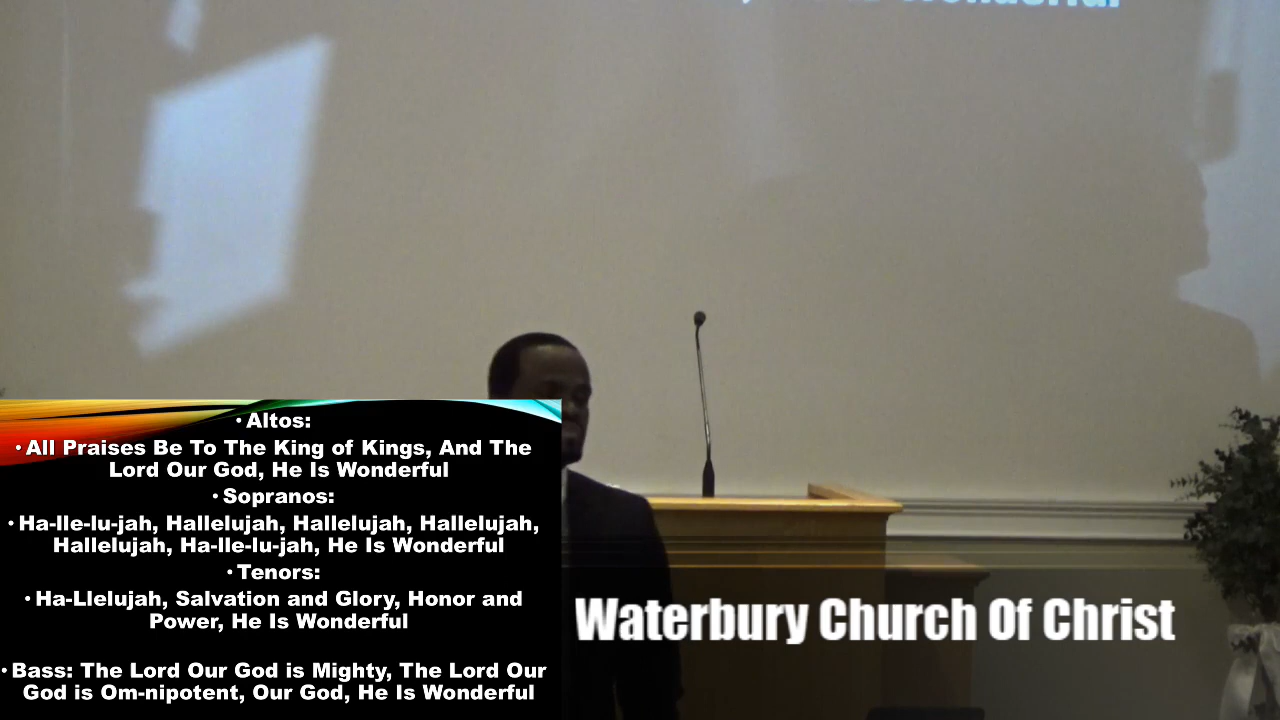 Wonderful
• Altos:
• All Praises Be To The King of Kings, And The
Lord Our God, He Is Wonderful
• Sopranos:
• Ha-lle-lu-jah, Hallelujah, Hallelujah, Hallelujah,
Hallelujah, Ha-lle-lu-jah, He Is Wonderful
• Tenors:
• Ha-Llelujah, Salvation and Glory, Honor and
Power, He Is Wonderful
• Bass: The Lord Our God is Mighty, The Lord Our
God is Om-nipotent, Our God, He Is Wonderful
Waterbury Church Of Christ